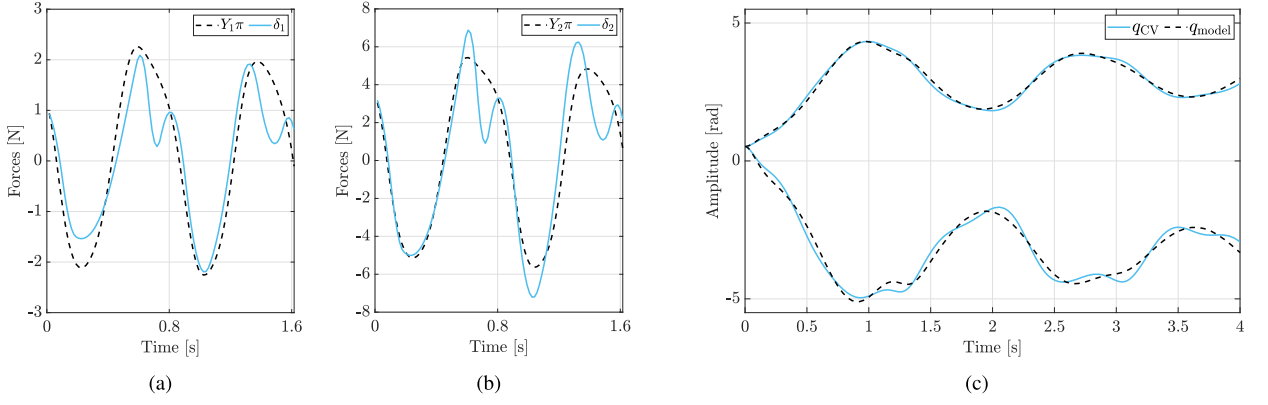 Y₁π δ₁
3
2
1
0
-1
-2
-3
Forces [N]
0 0.8 1.6
Time [s]
(a)
Y₂π δ₂
8
6
4
2
0
-2
-4
-6
-8
Forces [N]
0 0.8 1.6
Time [s]
(b)
q_CV q_model
5
0
-5
Amplitude [rad]
0 0.5 1 1.5 2 2.5 3 3.5 4
Time [s]
(c)